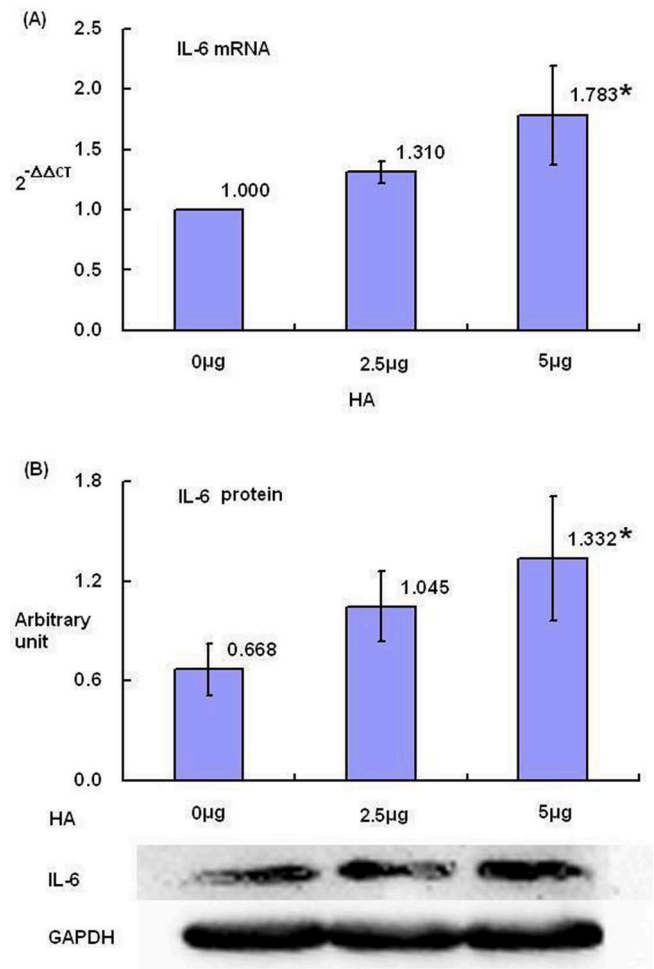 (A)
2.5
IL-6 mRNA
2.0
1.783*
1.5
1.310
2^-ΔΔCT
1.0
1.000
0.5
0.0
0µg 2.5µg 5µg
HA
(B)
1.8
IL-6 protein
1.332*
1.2
1.045
Arbitrary
unit
0.668
0.6
0.0
HA 0µg 2.5µg 5µg
IL-6
GAPDH